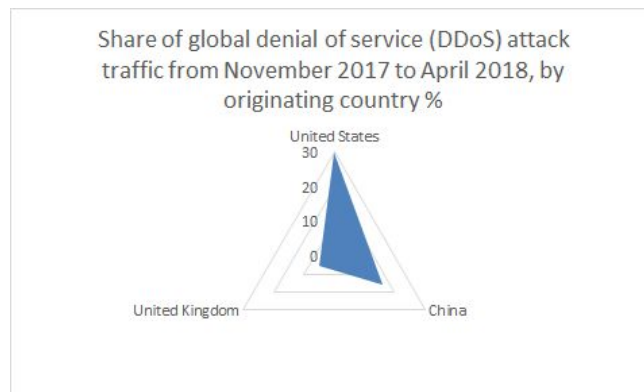 Share of global denial of service (DDoS) attack
traffic from November 2017 to April 2018, by
originating country %
United States
30
20
10
0
United Kingdom
China